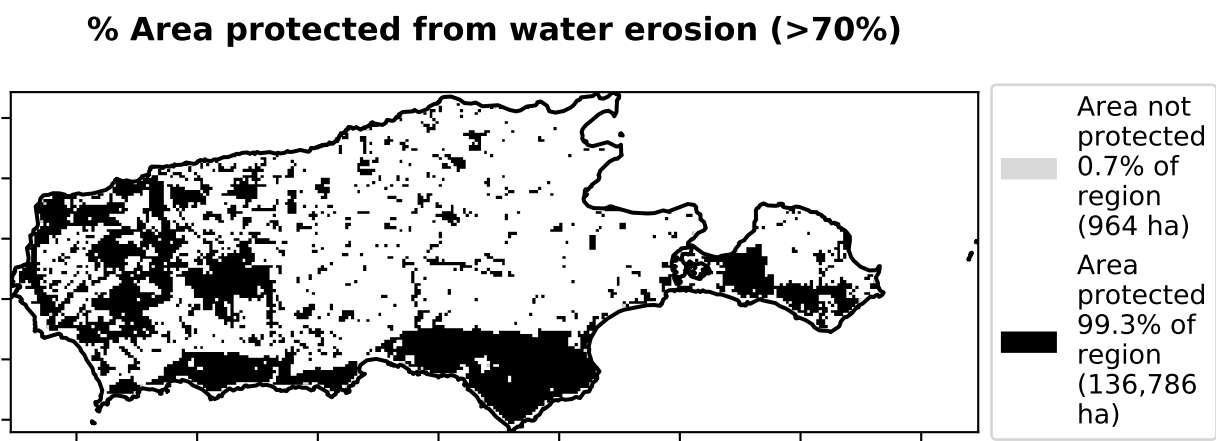 % Area protected from water erosion (>70%)
Area not
protected
0.7% of
region
(964 ha)
Area
protected
99.3% of
region
(136,786
ha)